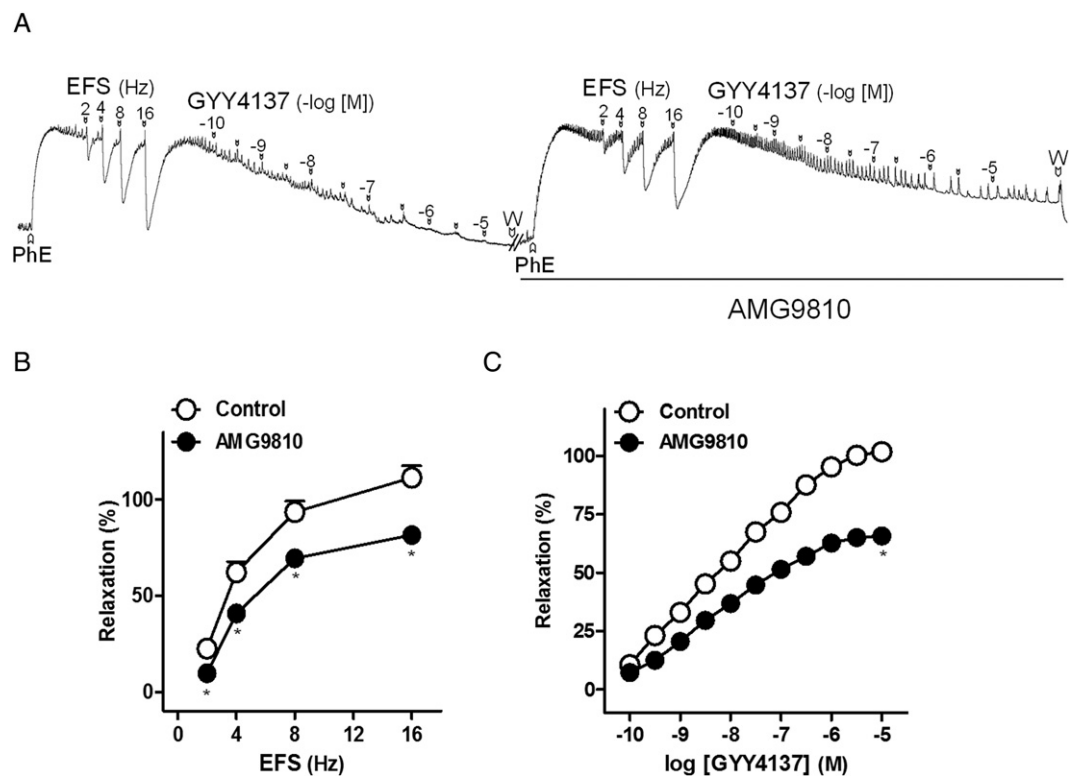 A
EFS (Hz)
2 4 8 16
GYY4137 (-log [M])
-10
-9
-8
-7
-6
-5
W
PhE
EFS (Hz)
2 4 8 16
GYY4137 (-log [M])
-10
-9
-8
-7
-6
-5
W
PhE
AMG9810
B
Control
AMG9810
Relaxation (%)
100
50
0
0 4 8 12 16
EFS (Hz)
* * * *
C
Control
AMG9810
Relaxation (%)
100
75
50
25
0
*
-10 -9 -8 -7 -6 -5
log [GYY4137] (M)